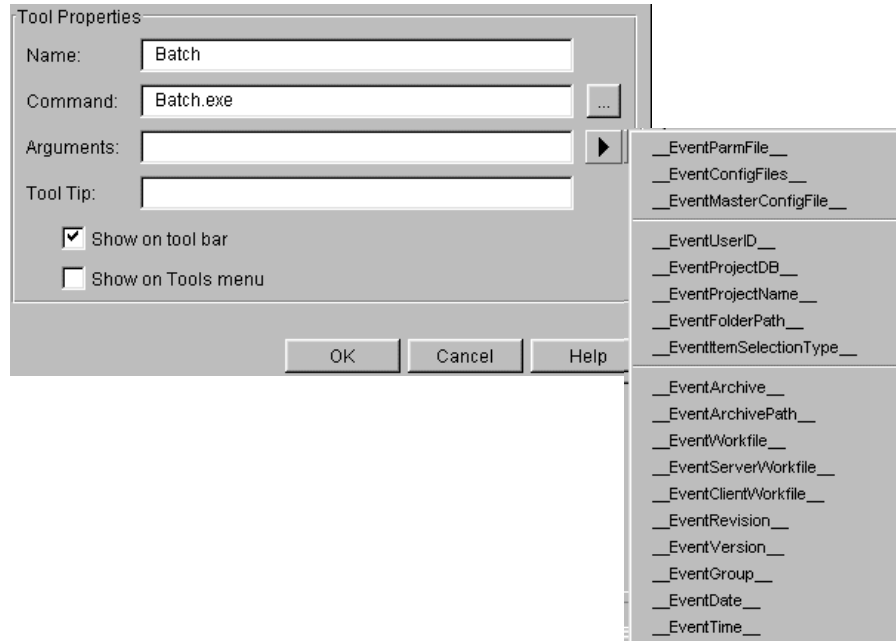 Tool Properties
Name: Batch
Command: Batch.exe ...
Arguments:
Tool Tip:
Show on tool bar
Show on Tools menu
OK Cancel Help
__EventParmFile__
__EventConfigFiles__
__EventMasterConfigFile__
__EventUserID__
__EventProjectDB__
__EventProjectName__
__EventFolderPath__
__EventItemSelectionType__
__EventArchive__
__EventArchivePath__
__EventWorkfile__
__EventServerWorkfile__
__EventClientWorkfile__
__EventRevision__
__EventVersion__
__EventGroup__
__EventDate__
__EventTime__